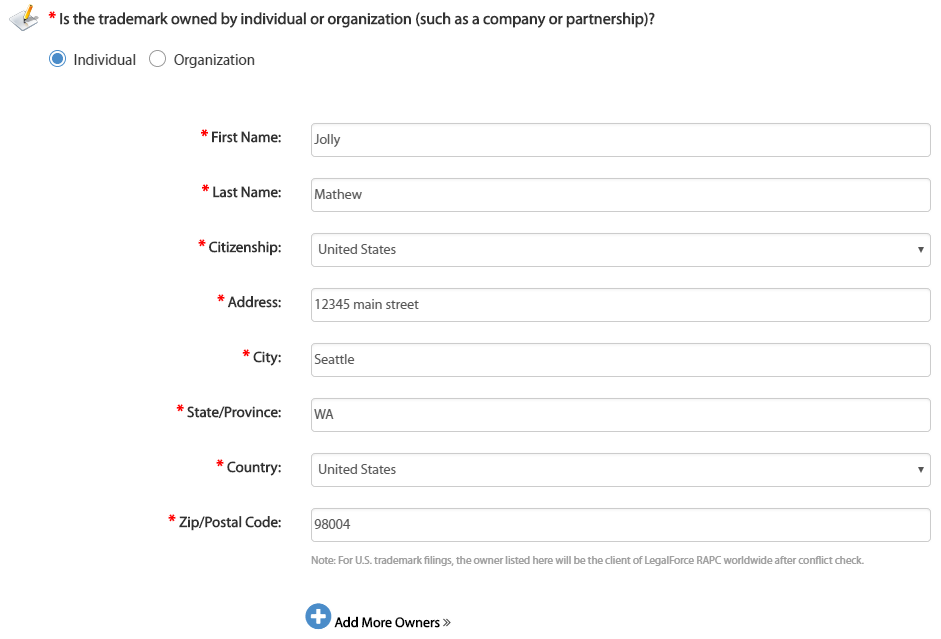 * Is the trademark owned by individual or organization (such as a company or partnership)?
Individual Organization
* First Name: Jolly
* Last Name: Mathew
* Citizenship: United States
* Address: 12345 main street
* City: Seattle
* State/Province: WA
* Country: United States
* Zip/Postal Code: 98004
Note: For U.S. trademark filings, the owner listed here will be the client of LegalForce RAPC worldwide after conflict check.
Add More Owners »